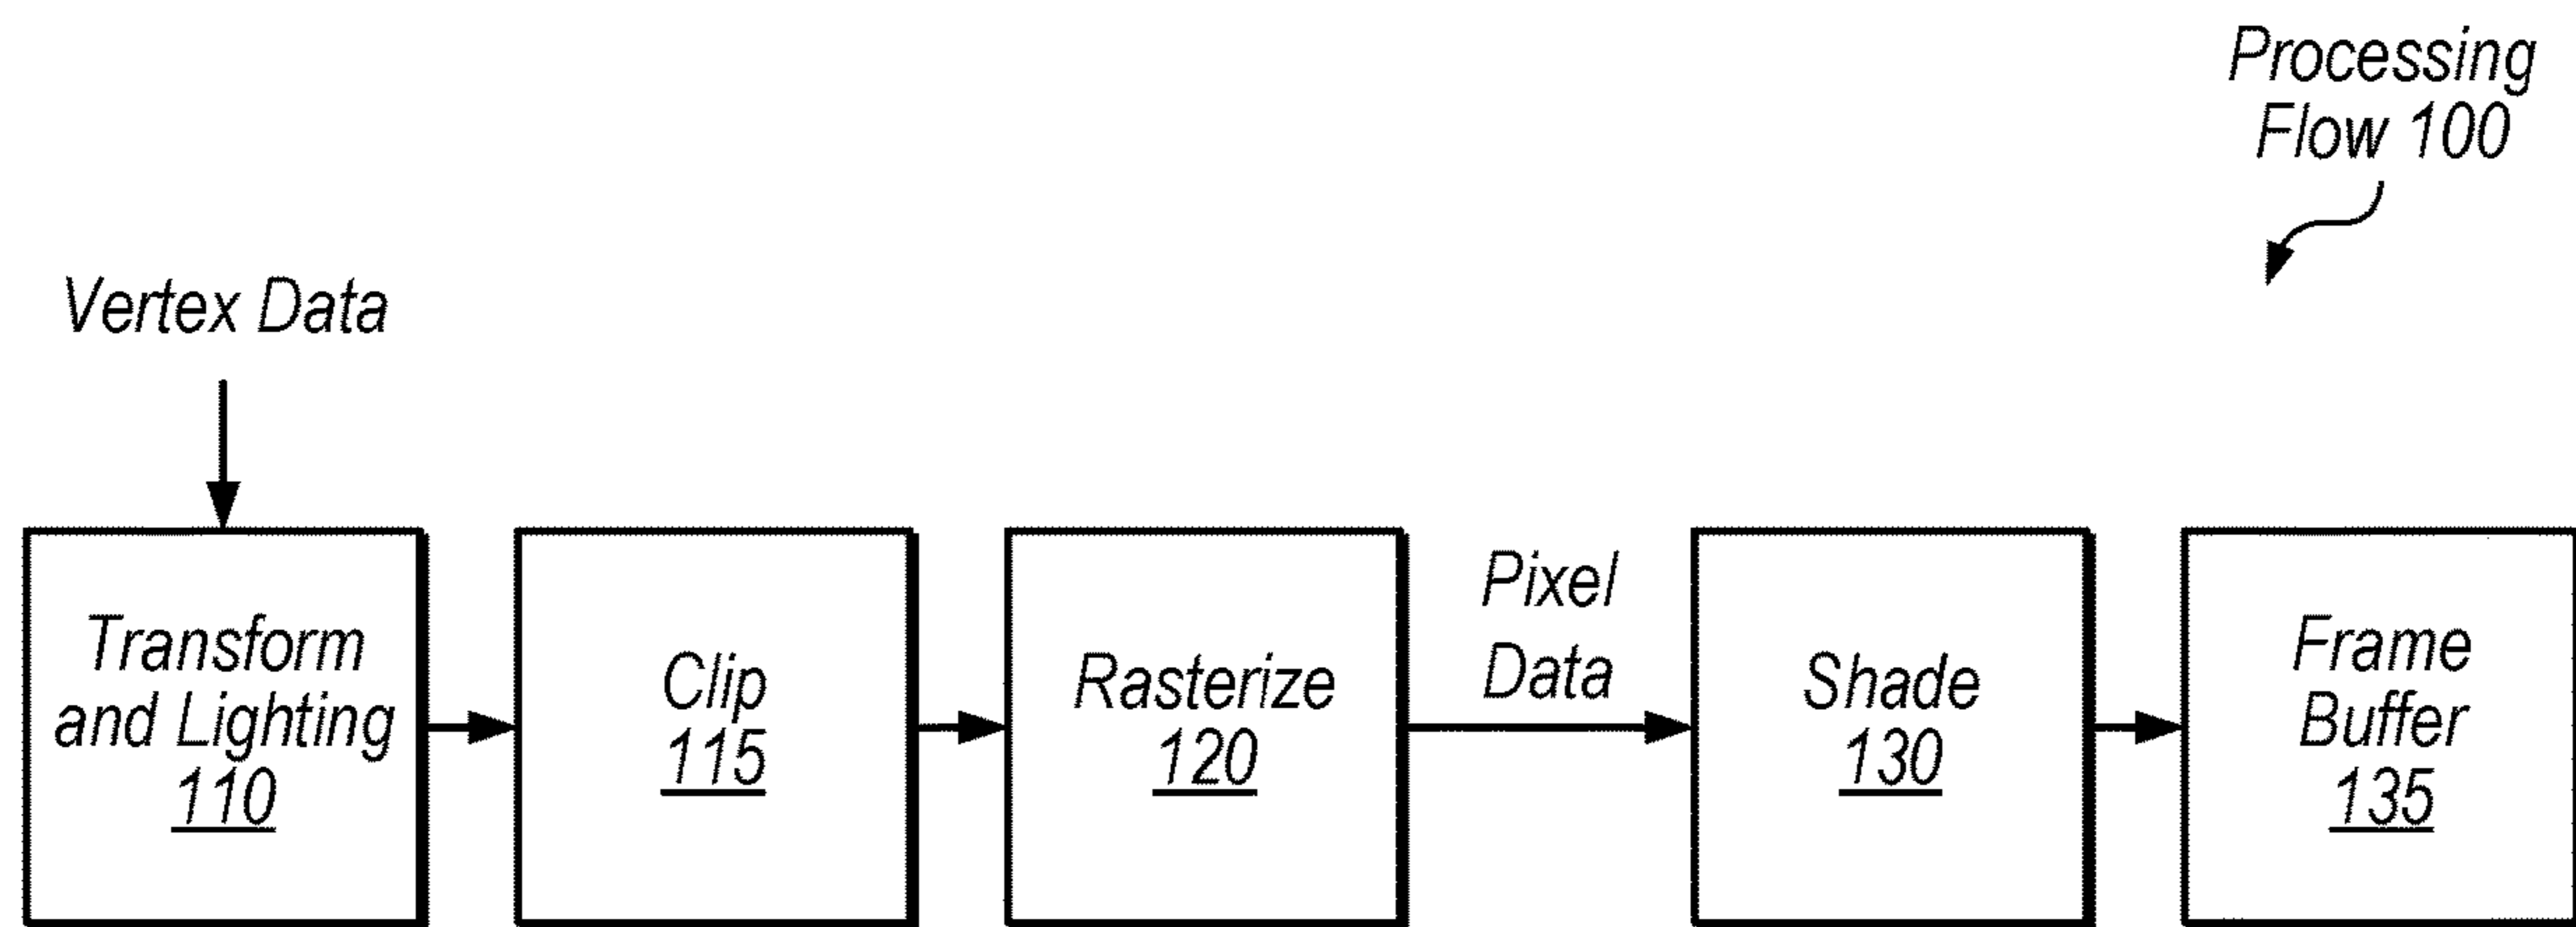 Processing
Flow 100
Vertex Data
Transform
and Lighting
110
Clip
115
Rasterize
120
Pixel
Data
Shade
130
Frame
Buffer
135